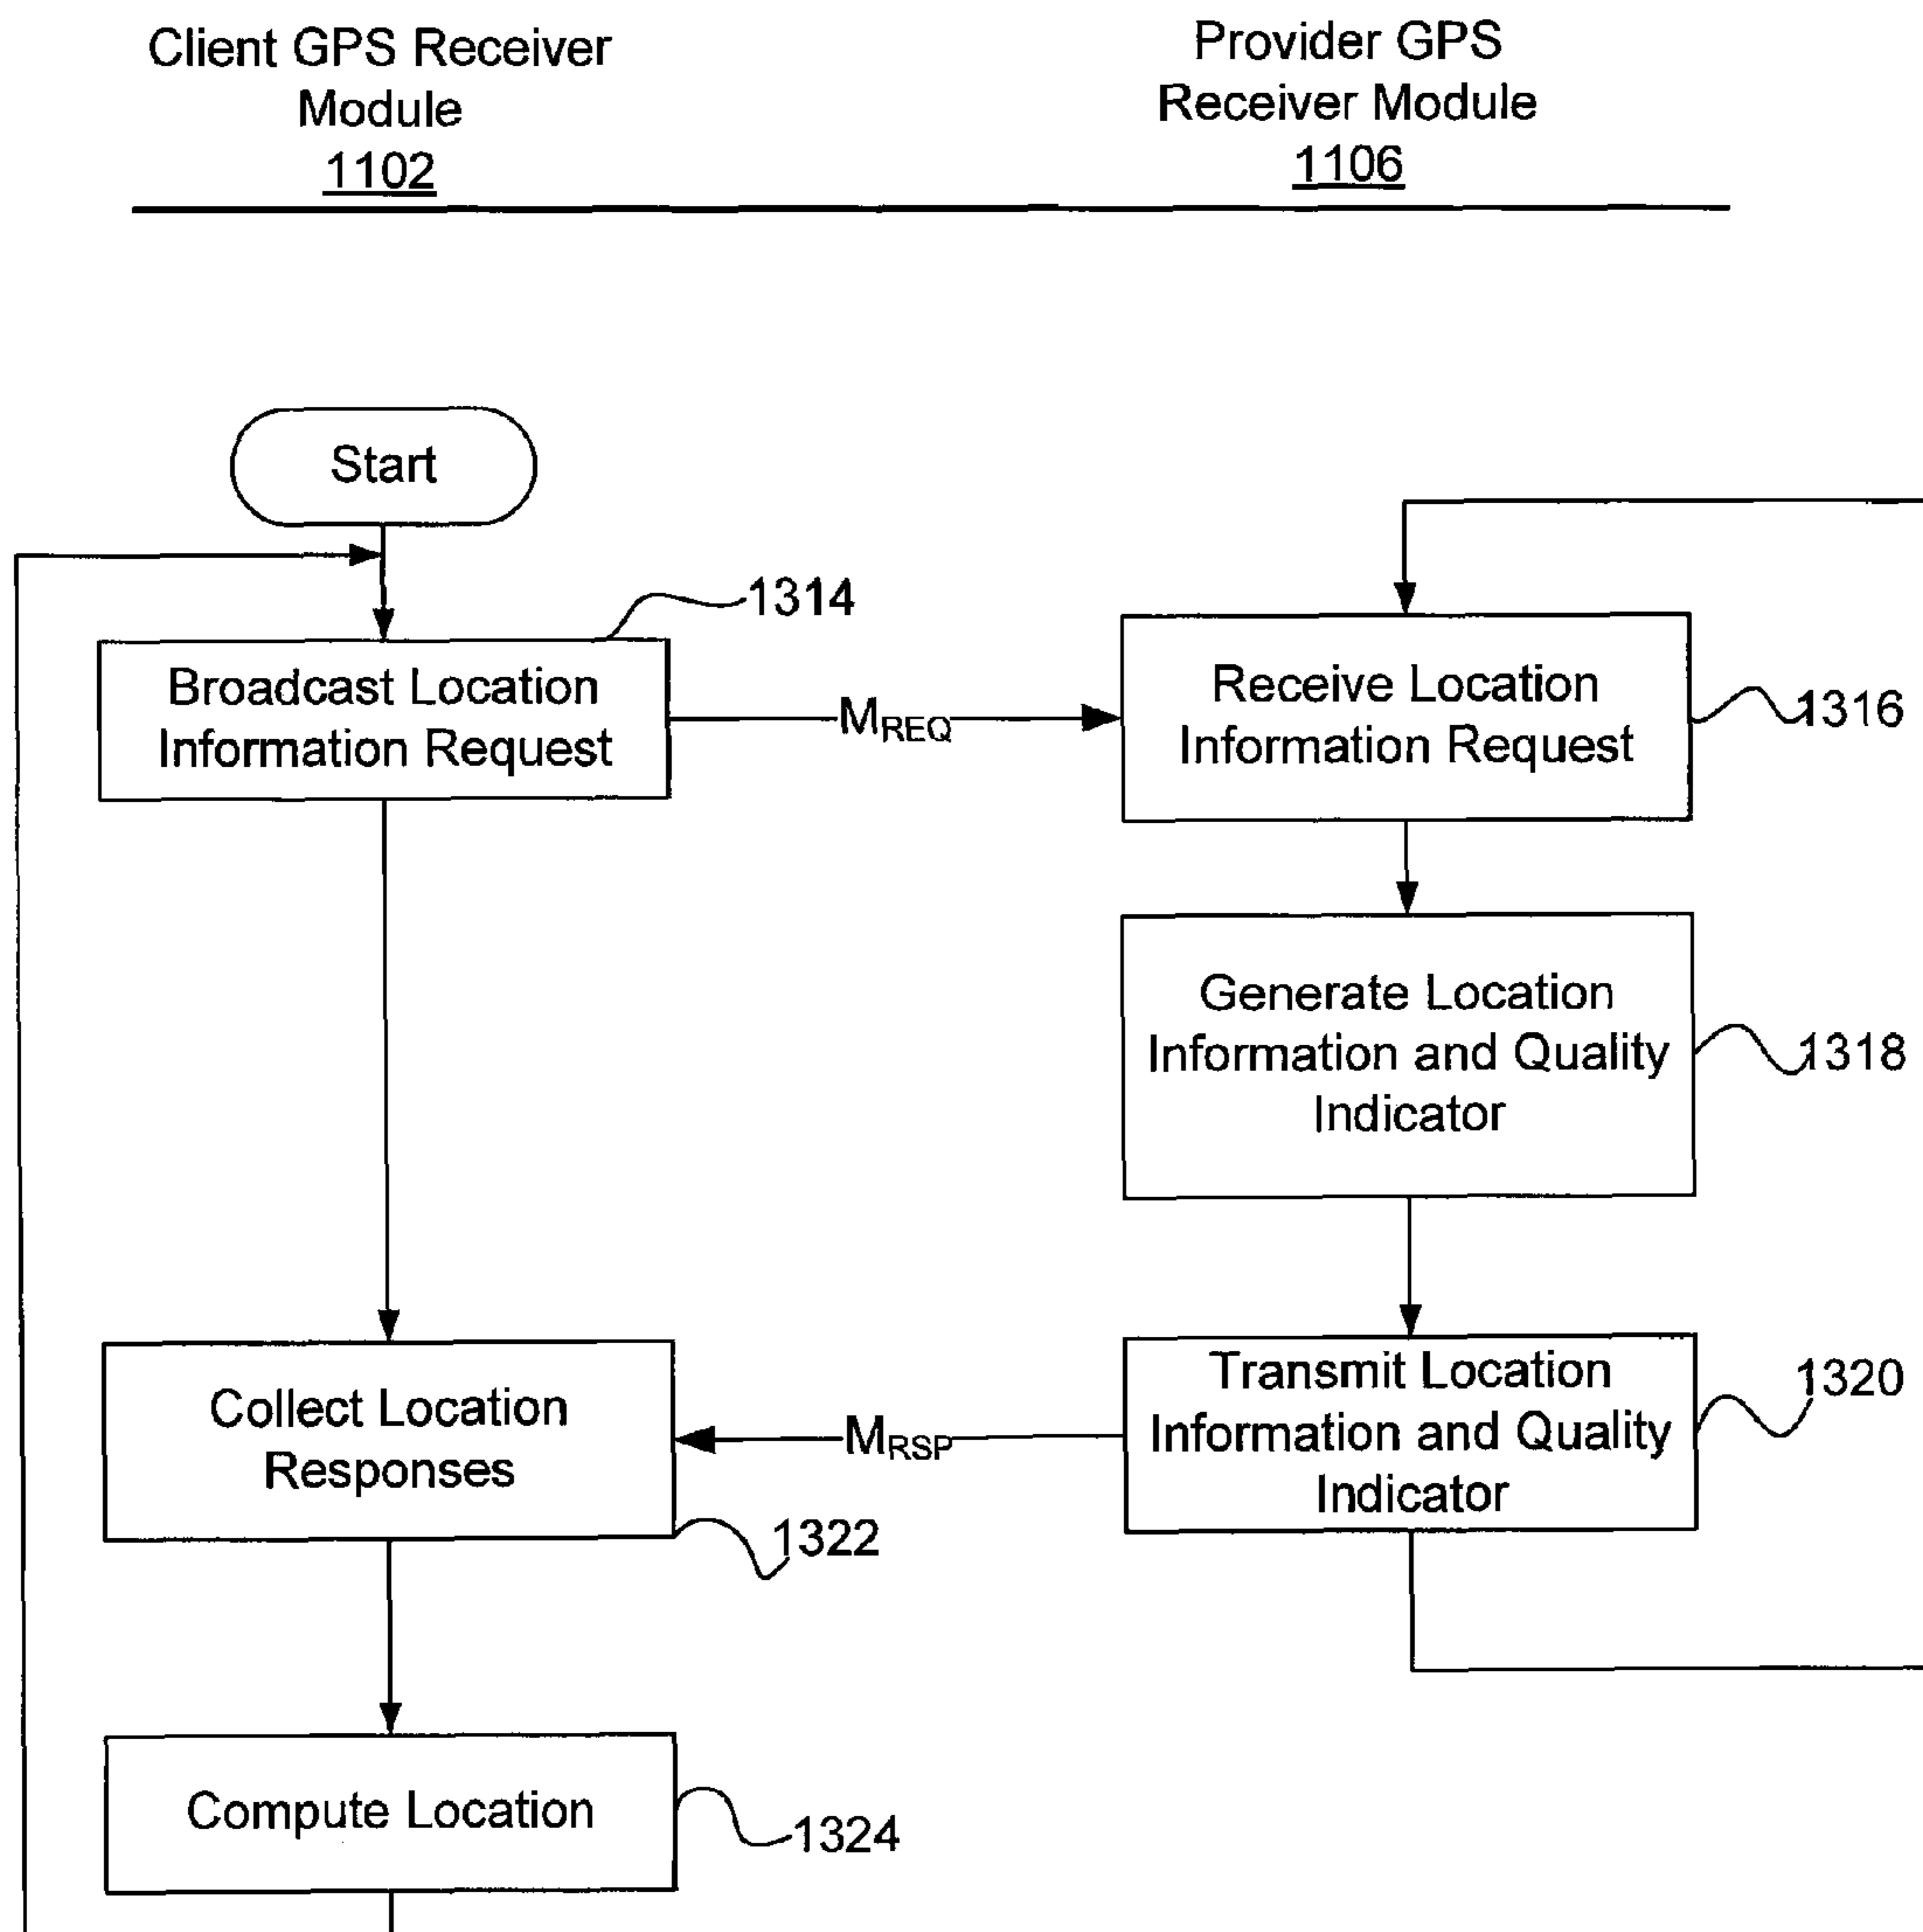 Client GPS Receiver
Module
1102
Provider GPS
Receiver Module
1106
Start
1314
Broadcast Location
Information Request
MREQ
Receive Location
Information Request
1316
Generate Location
Information and Quality
Indicator
1318
Transmit Location
Information and Quality
Indicator
1320
MRSP
Collect Location
Responses
1322
Compute Location
1324